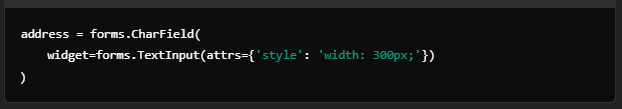 address = forms.CharField(
    widget=forms.TextInput(attrs={'style': 'width: 300px;'})
)